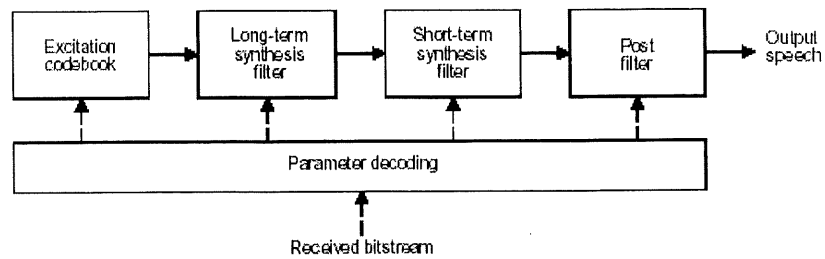 Excitation
codebook
Long-term
synthesis
filter
Short-term
synthesis
filter
Post
filter
Output
speech
Parameter decoding
Received bitstream